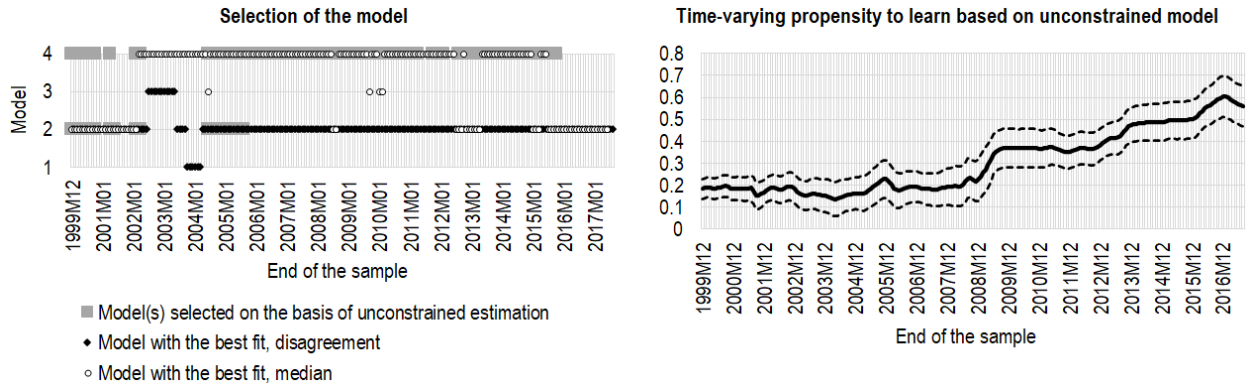 Selection of the model
4
3
2
1
Model
1999M12
2001M01
2002M01
2003M01
2004M01
2005M01
2006M01
2007M01
2008M01
2009M01
2010M01
2011M01
2012M01
2013M01
2014M01
2015M01
2016M01
2017M01
End of the sample
Model(s) selected on the basis of unconstrained estimation
Model with the best fit, disagreement
Model with the best fit, median
Time-varying propensity to learn based on unconstrained model
0.8
0.7
0.6
0.5
0.4
0.3
0.2
0.1
0
1999M12
2000M12
2001M12
2002M12
2003M12
2004M12
2005M12
2006M12
2007M12
2008M12
2009M12
2010M12
2011M12
2012M12
2013M12
2014M12
2015M12
2016M12
End of the sample